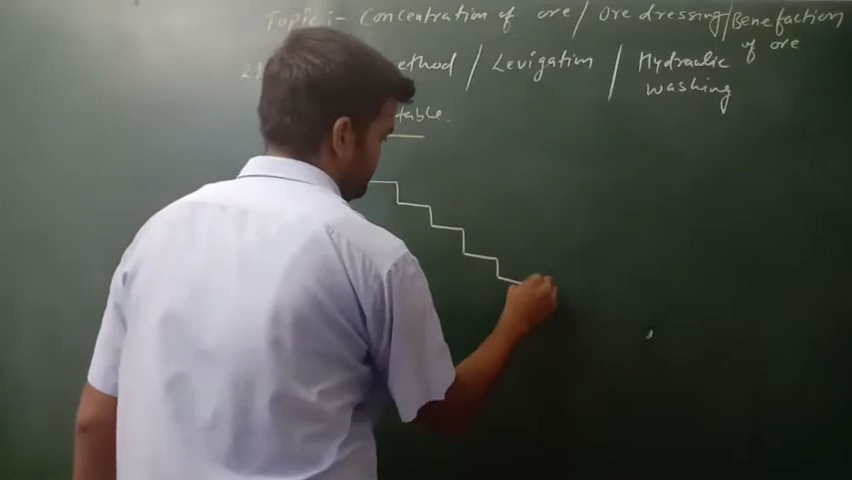 Topic :- Concentration of ore / Ore dressing / Benefaction of ore
ethod / Levigation / Hydraulic washing
table.